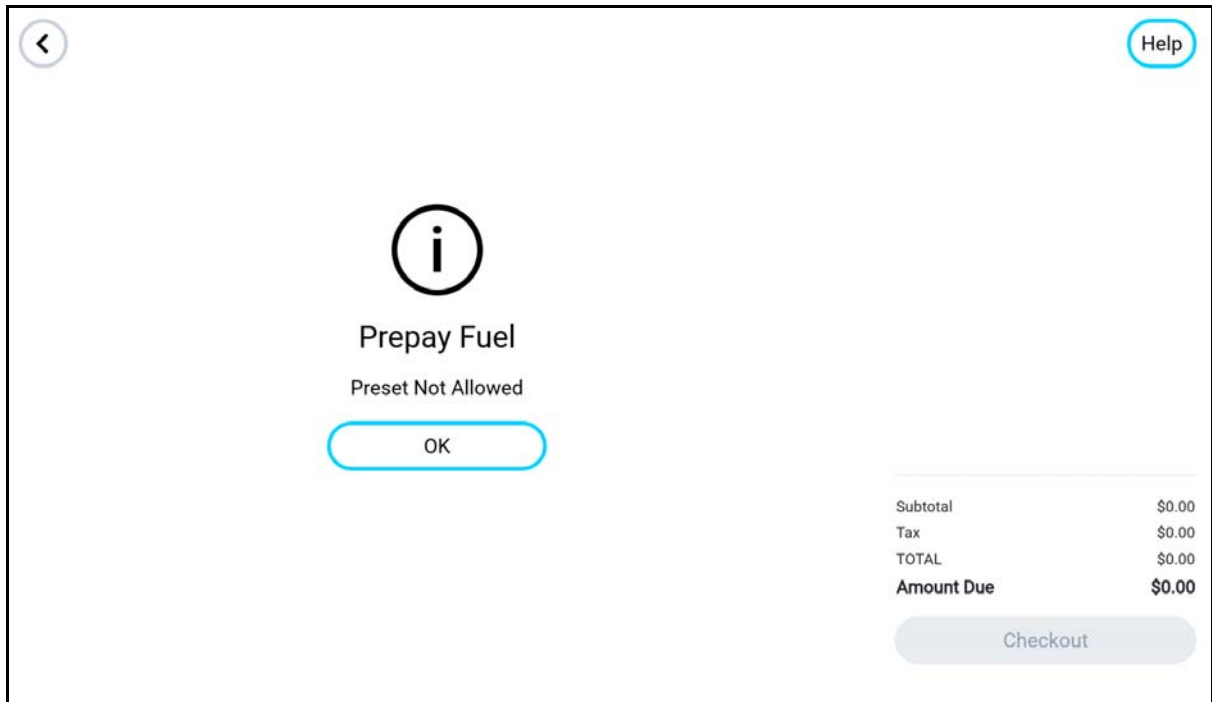 Help
Prepay Fuel
Preset Not Allowed
OK
Subtotal $0.00
Tax $0.00
TOTAL $0.00
Amount Due $0.00
Checkout